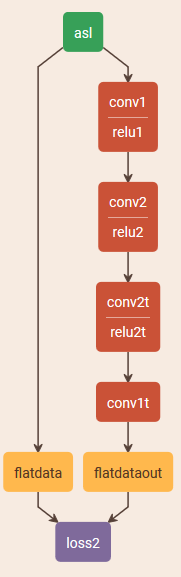 asl
conv1
relu1
conv2
relu2
conv2t
relu2t
conv1t
flatdata
flatdataout
loss2